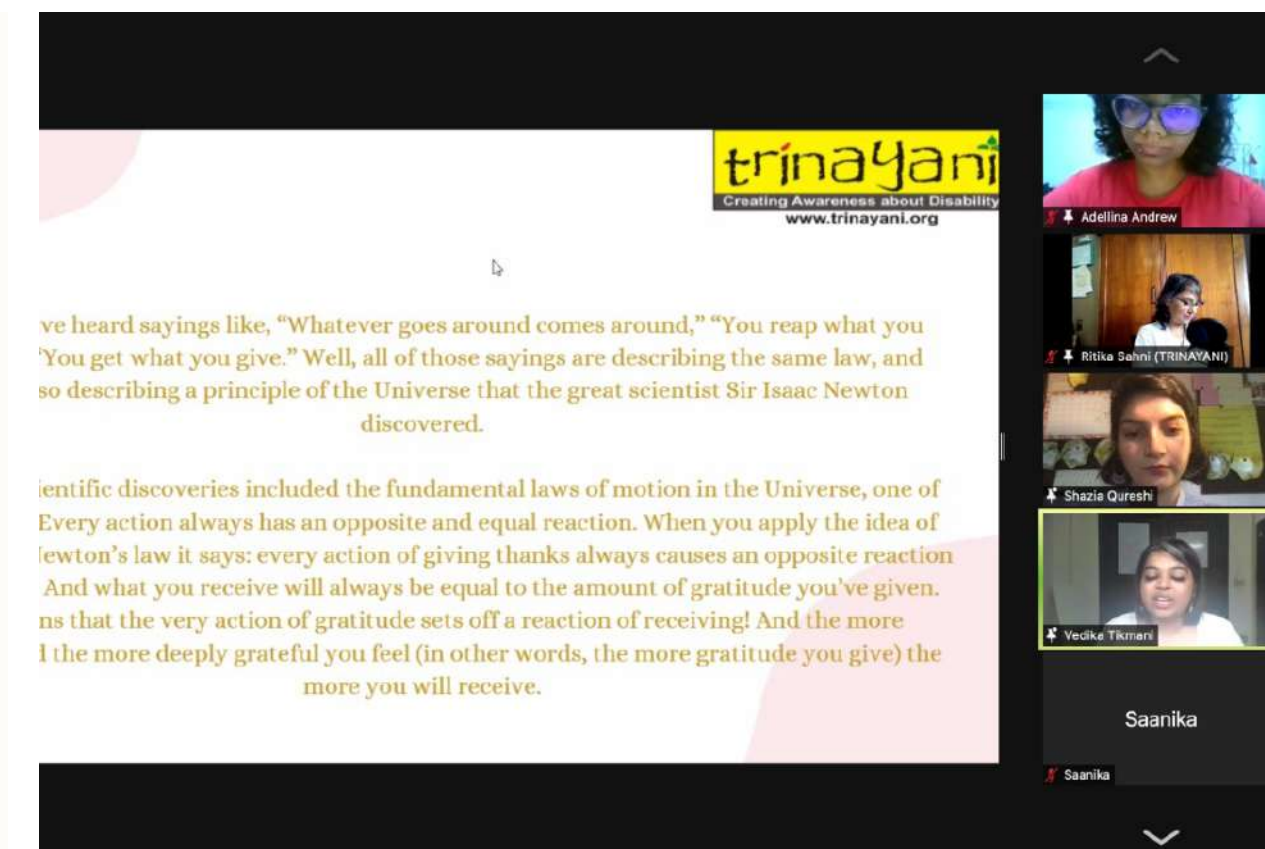 trinayani
Creating Awareness about Disability
www.trinayani.org
ve heard sayings like, “Whatever goes around comes around,” “You reap what you
“You get what you give.” Well, all of those sayings are describing the same law, and
so describing a principle of the Universe that the great scientist Sir Isaac Newton
discovered.
ientific discoveries included the fundamental laws of motion in the Universe, one of
Every action always has an opposite and equal reaction. When you apply the idea of
Newton’s law it says: every action of giving thanks always causes an opposite reaction
And what you receive will always be equal to the amount of gratitude you’ve given.
ns that the very action of gratitude sets off a reaction of receiving! And the more
d the more deeply grateful you feel (in other words, the more gratitude you give) the
more you will receive.
Adellina Andrew
Ritika Sahni (TRINAYANI)
Shazia Qureshi
Vedika Tikmani
Saanika
Saanika